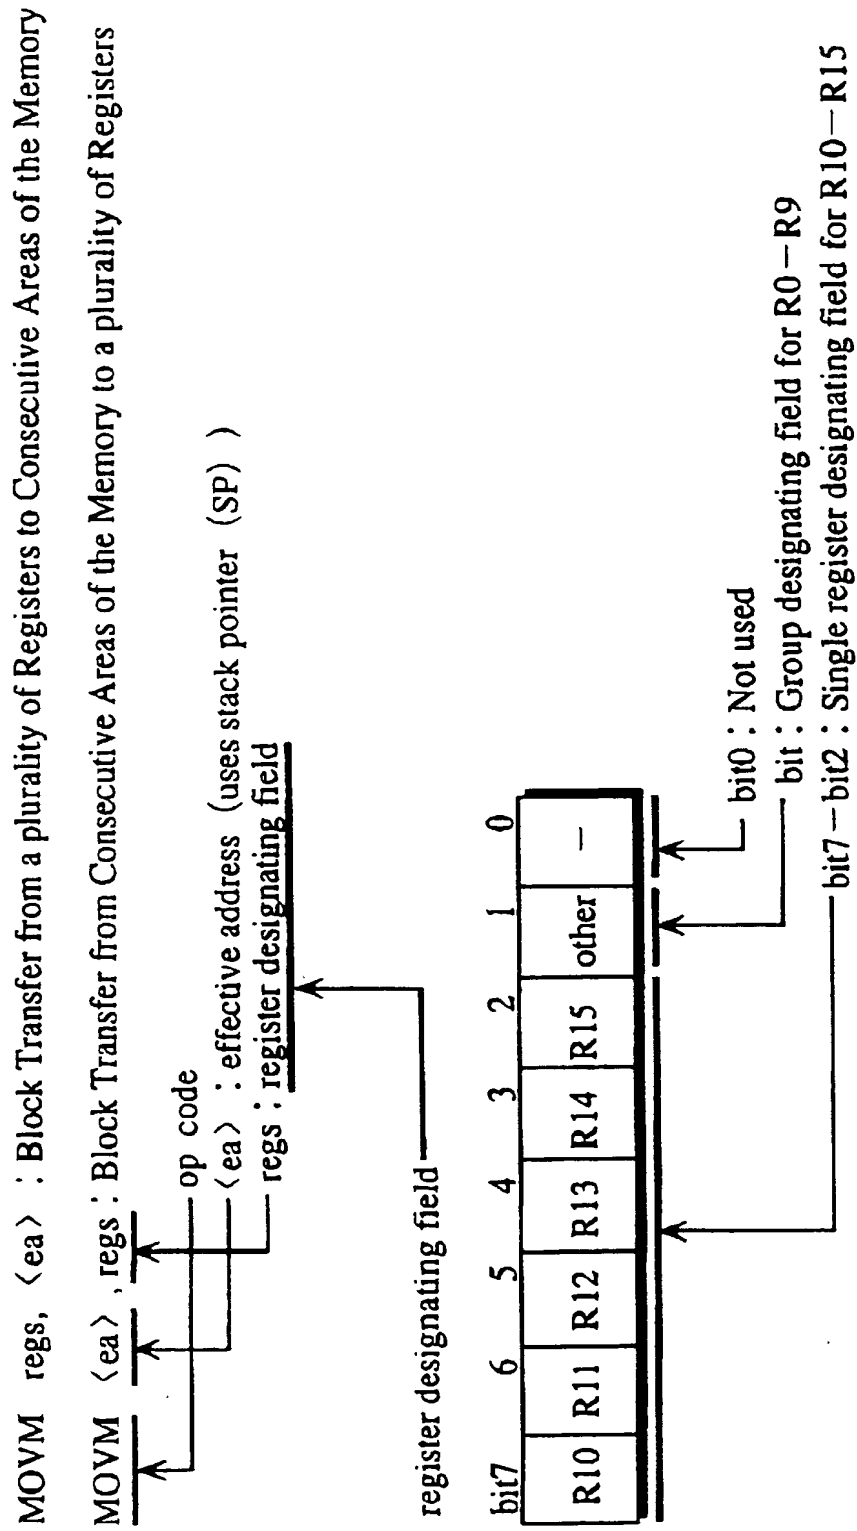 MOVM regs, 〈ea〉 : Block Transfer from a plurality of Registers to Consecutive Areas of the Memory
MOVM 〈ea〉, regs : Block Transfer from Consecutive Areas of the Memory to a plurality of Registers
op code
〈ea〉 : effective address (uses stack pointer (SP))
regs : register designating field
register designating field
bit7 6 5 4 3 2 1 0
R10 R11 R12 R13 R14 R15 other —
bit0 : Not used
bit : Group designating field for R0—R9
bit7—bit2 : Single register designating field for R10—R15